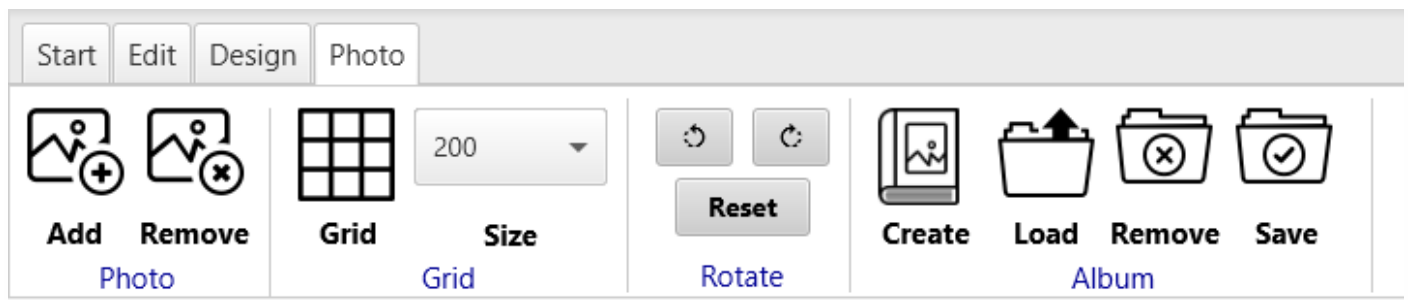 Start Edit Design Photo
200
Reset
Add Remove Grid Size Create Load Remove Save
Photo Grid Rotate Album